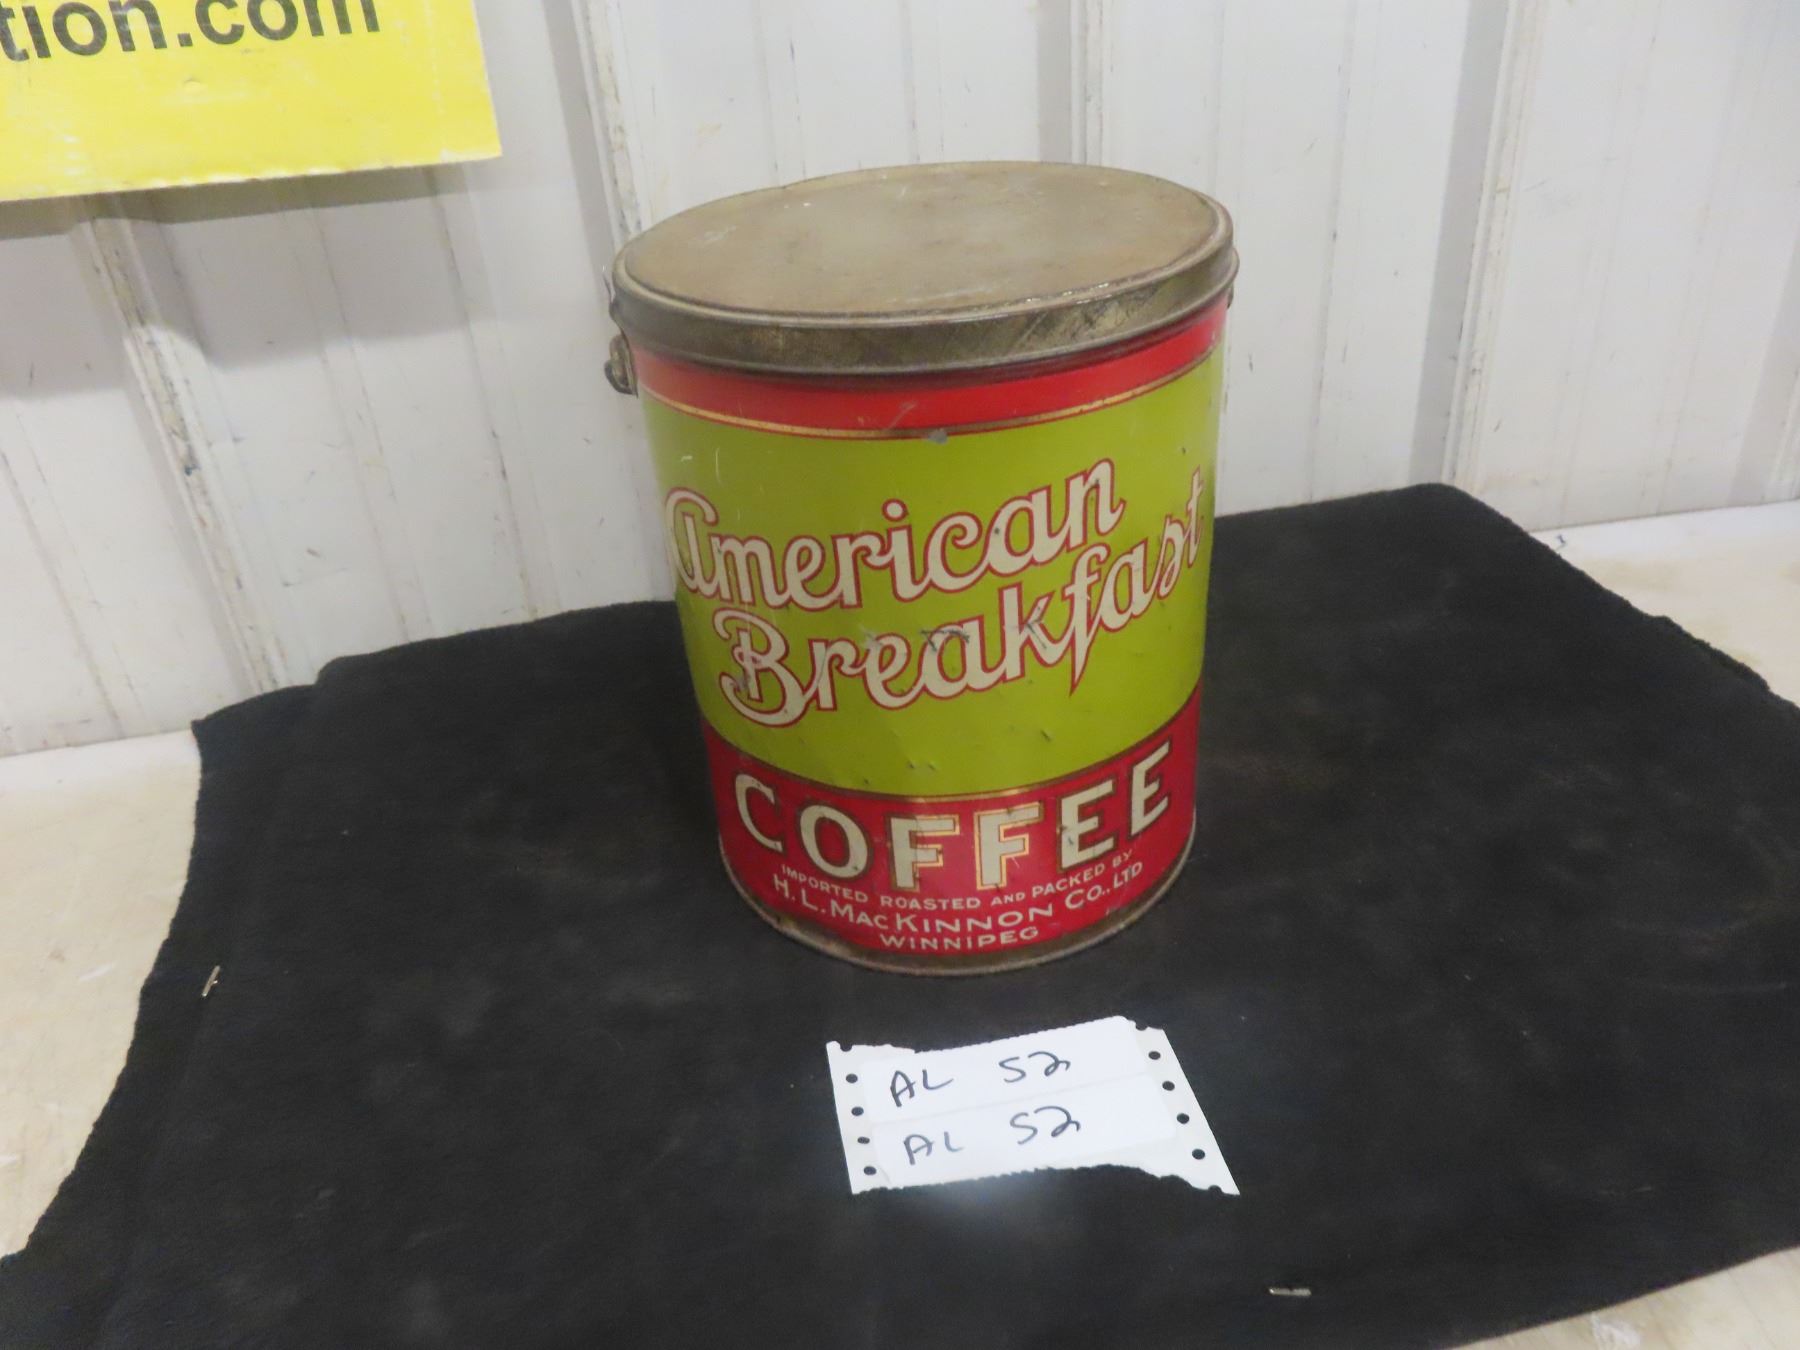 tion.com
American
Breakfast
COFFEE
IMPORTED ROASTED AND PACKED BY
H. L. MACKINNON CO., LTD
WINNIPEG
AL 52
AL 52